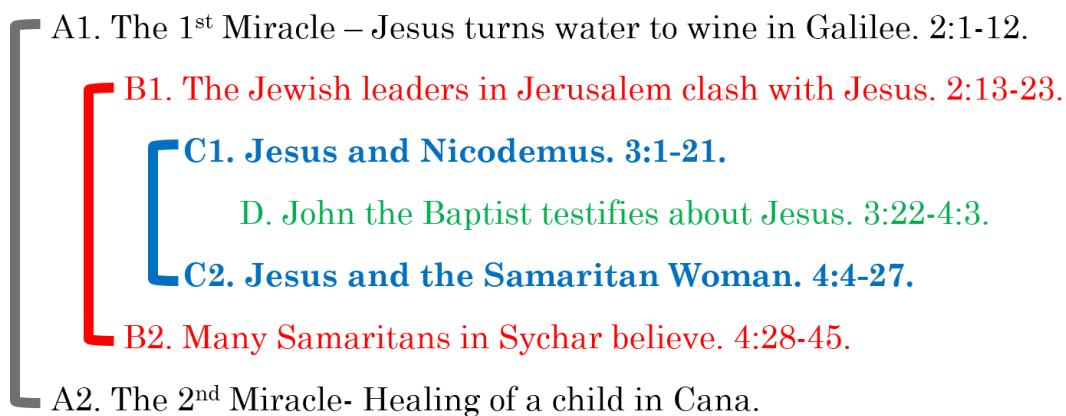 A1. The 1st Miracle – Jesus turns water to wine in Galilee. 2:1-12.
B1. The Jewish leaders in Jerusalem clash with Jesus. 2:13-23.
C1. Jesus and Nicodemus. 3:1-21.
D. John the Baptist testifies about Jesus. 3:22-4:3.
C2. Jesus and the Samaritan Woman. 4:4-27.
B2. Many Samaritans in Sychar believe. 4:28-45.
A2. The 2nd Miracle- Healing of a child in Cana.